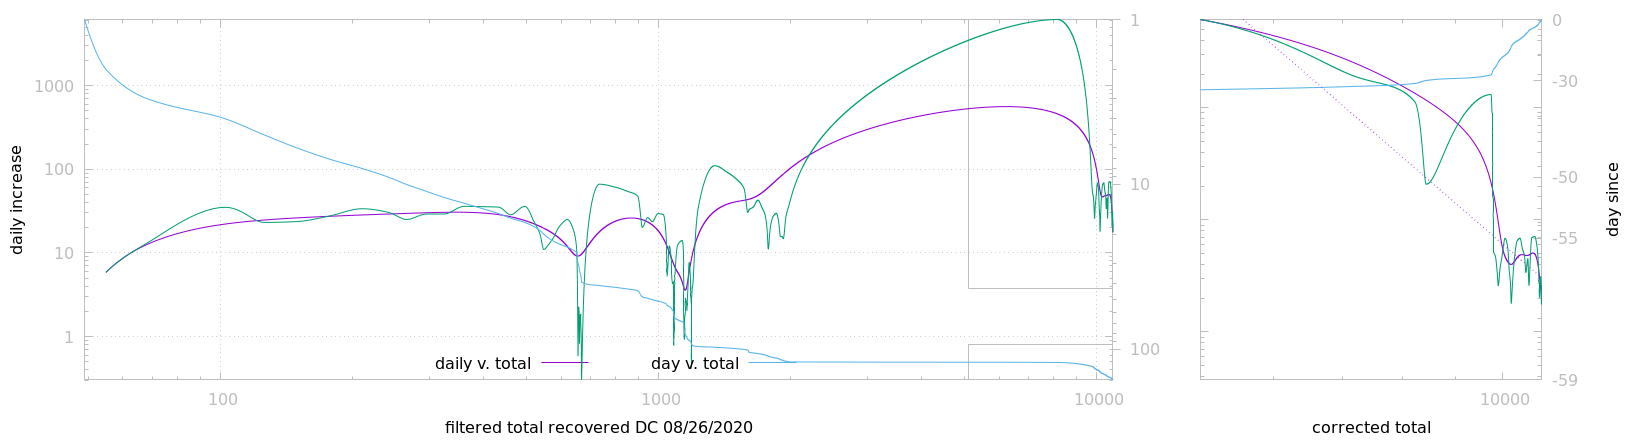 1
0
1000
-30
daily increase
100
10
-50
day since
10
-55
1
100
daily v. total
day v. total
-59
100
1000
10000
10000
filtered total recovered DC 08/26/2020
corrected total